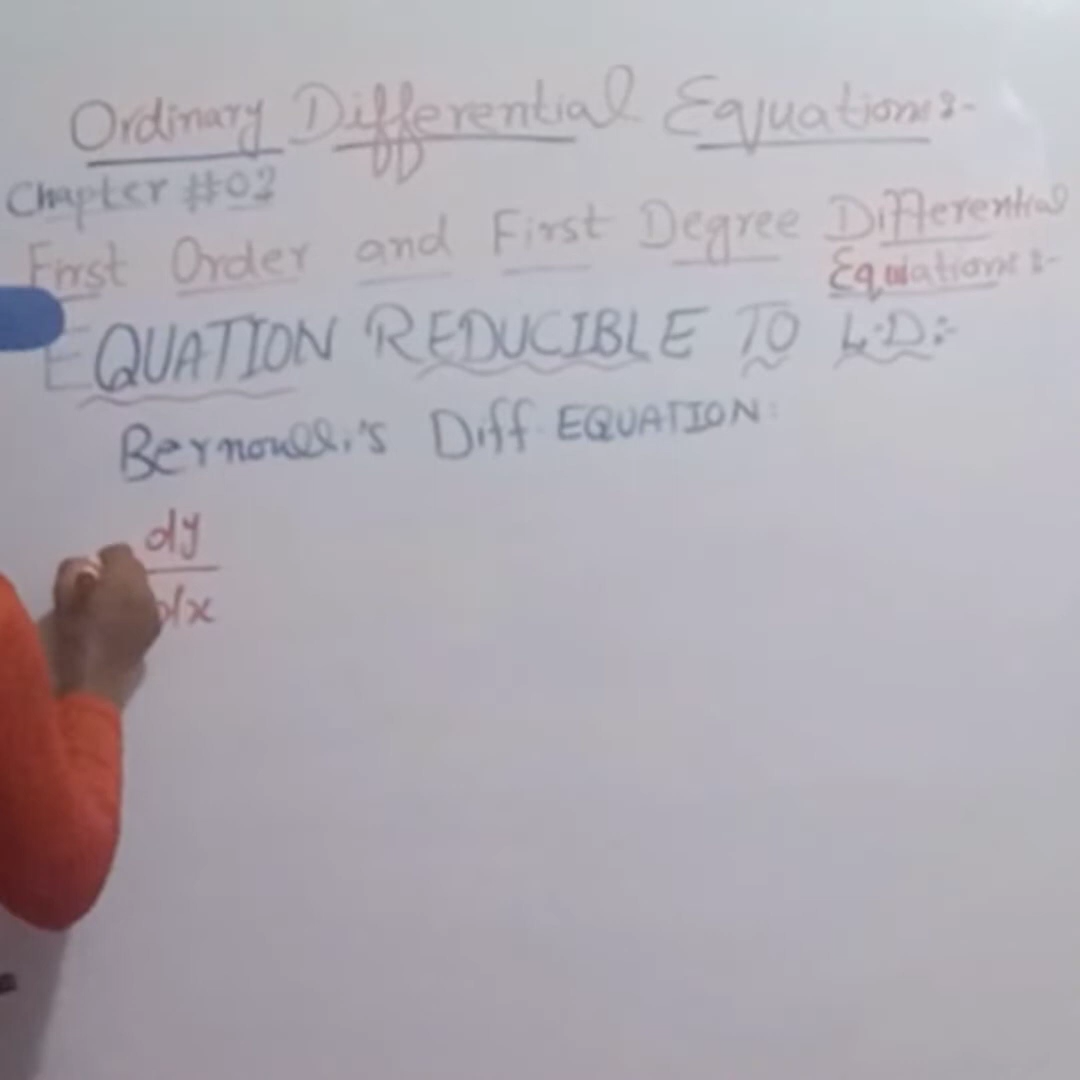 Ordinary Differential Equations:-
Chapter #02
First Order and First Degree Differential
Equations:-
EQUATION REDUCIBLE TO L.D:-
Bernoulli's Diff EQUATION:
dy
dx